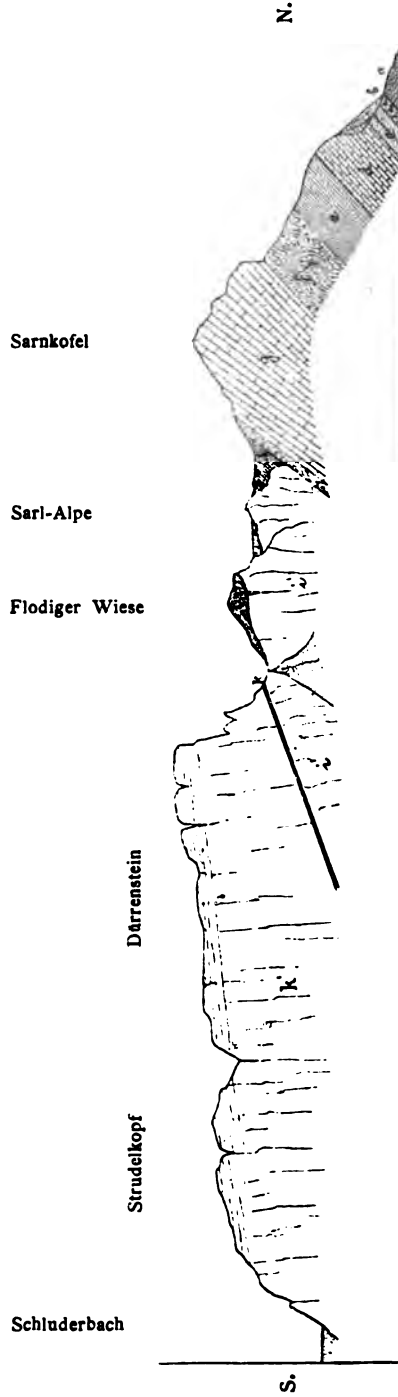 N.
Sarnkofel
Sarl-Alpe
Flodiger Wiese
Dürrenstein
Strudelkopf
Schluderbach
S.
k
i
i
k'
g
e